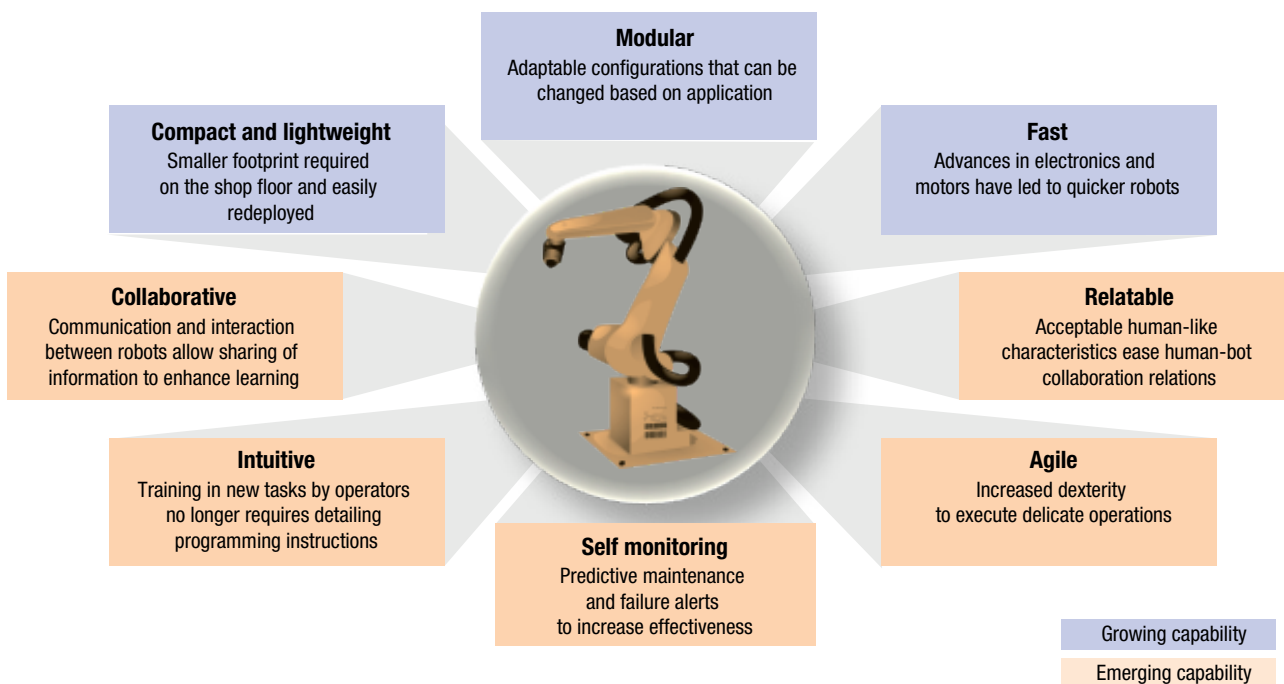 Modular
Adaptable configurations that can be
changed based on application
Compact and lightweight
Smaller footprint required
on the shop floor and easily
redeployed
Fast
Advances in electronics and
motors have led to quicker robots
Collaborative
Communication and interaction
between robots allow sharing of
information to enhance learning
Relatable
Acceptable human-like
characteristics ease human-bot
collaboration relations
Intuitive
Training in new tasks by operators
no longer requires detailing
programming instructions
Agile
Increased dexterity
to execute delicate operations
Self monitoring
Predictive maintenance
and failure alerts
to increase effectiveness
Growing capability
Emerging capability